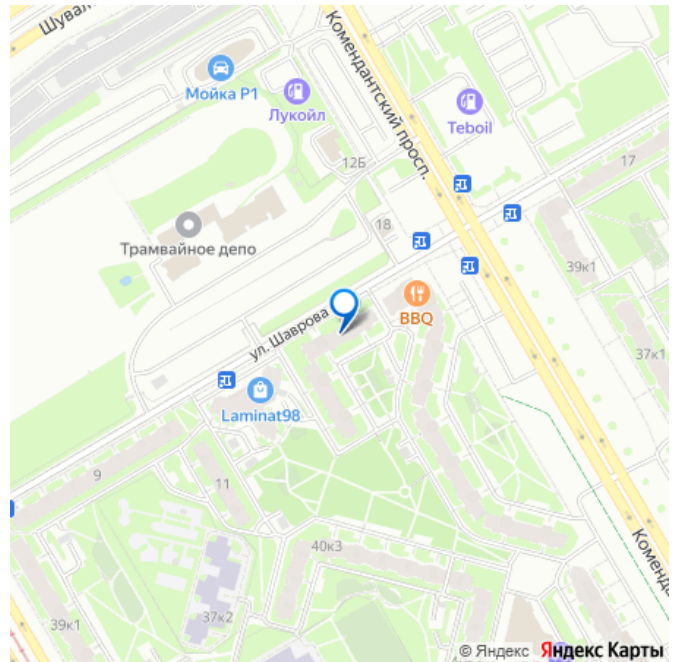 Шувал
Комендантский просп.
Мойка Р1
Лукойл
Teboil
12Б
17
Трамвайное депо
18
39к1
ул. Шаврова
BBQ
37к1
Laminat98
9
11
40к3
Коменда
37к2
39к1
© Яндекс Яндекс Карты